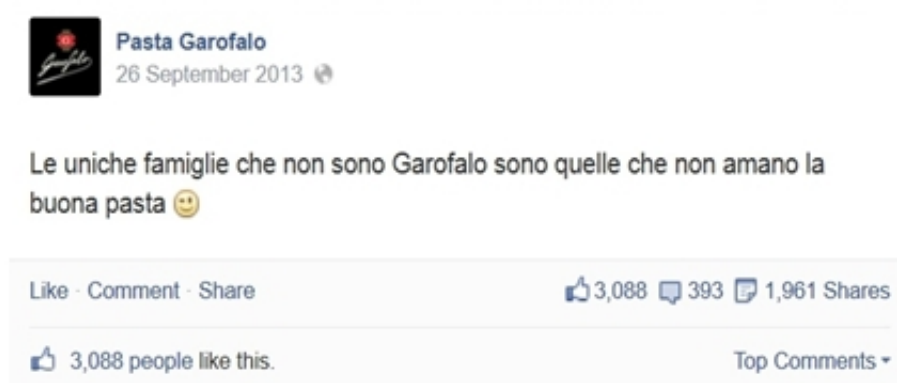 Garofalo
Pasta Garofalo
26 September 2013
Le uniche famiglie che non sono Garofalo sono quelle che non amano la
buona pasta
Like · Comment · Share
3,088 393 1,961 Shares
3,088 people like this.
Top Comments